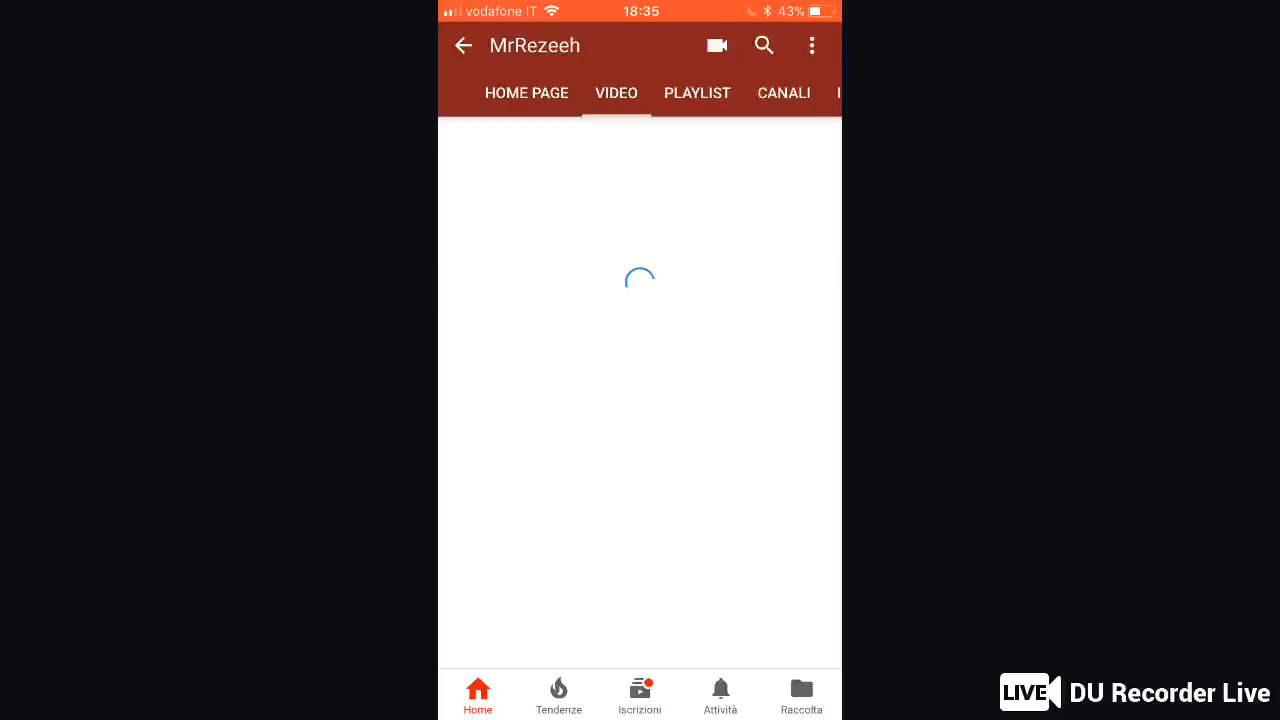 vodafone IT 18:35 43%
MrRezeeh
HOME PAGE VIDEO PLAYLIST CANALI
Home Tendenze Iscrizioni Attività Raccolta
LIVE DU Recorder Live